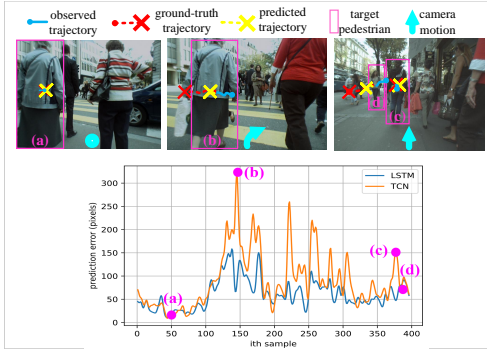 observed trajectory
ground-truth trajectory
predicted trajectory
target pedestrian
camera motion
(a)
(b)
(d)
(c)
prediction error (pixels)
300
250
200
150
100
50
0
(b)
LSTM
TCN
(c)
(d)
(a)
0 50 100 150 200 250 300 350 400
ith sample